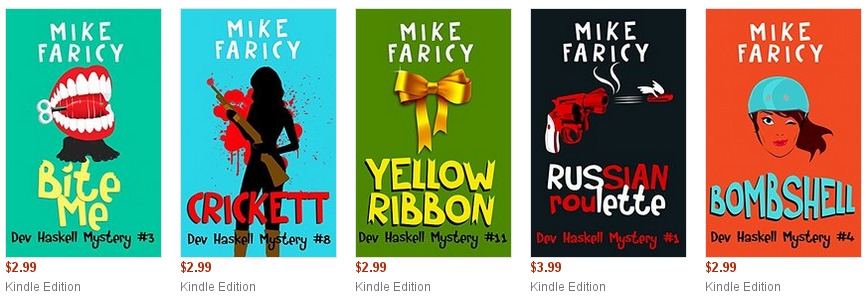 MIKE
FARICY
Bite
Me
Dev Haskell Mystery #3
$2.99
Kindle Edition
MIKE
FARICY
CRICKETT
Dev Haskell Mystery #8
$2.99
Kindle Edition
MIKE
FARICY
YELLOW
RIBBON
Dev Haskell Mystery #11
$2.99
Kindle Edition
MIKE
FARICY
RUSSIAN
roulette
Dev Haskell Mystery #1
$3.99
Kindle Edition
MIKE
FARICY
BOMBSHELL
Dev Haskell Mystery #4
$2.99
Kindle Edition